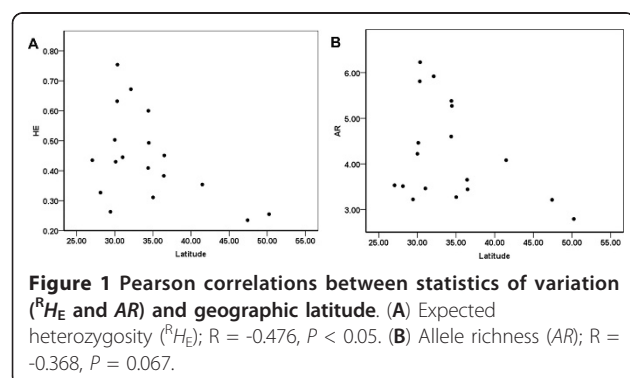 A
0.80
0.70
0.60
HE
0.50
0.40
0.30
0.20
25.00 30.00 35.00 40.00 45.00 50.00 55.00
Latitude
B
6.00
5.00
AR
4.00
3.00
25.00 30.00 35.00 40.00 45.00 50.00 55.00
Latitude
Figure 1 Pearson correlations between statistics of variation
(ᴿHE and AR) and geographic latitude. (A) Expected
heterozygosity (ᴿHE); R = -0.476, P < 0.05. (B) Allele richness (AR); R =
-0.368, P = 0.067.